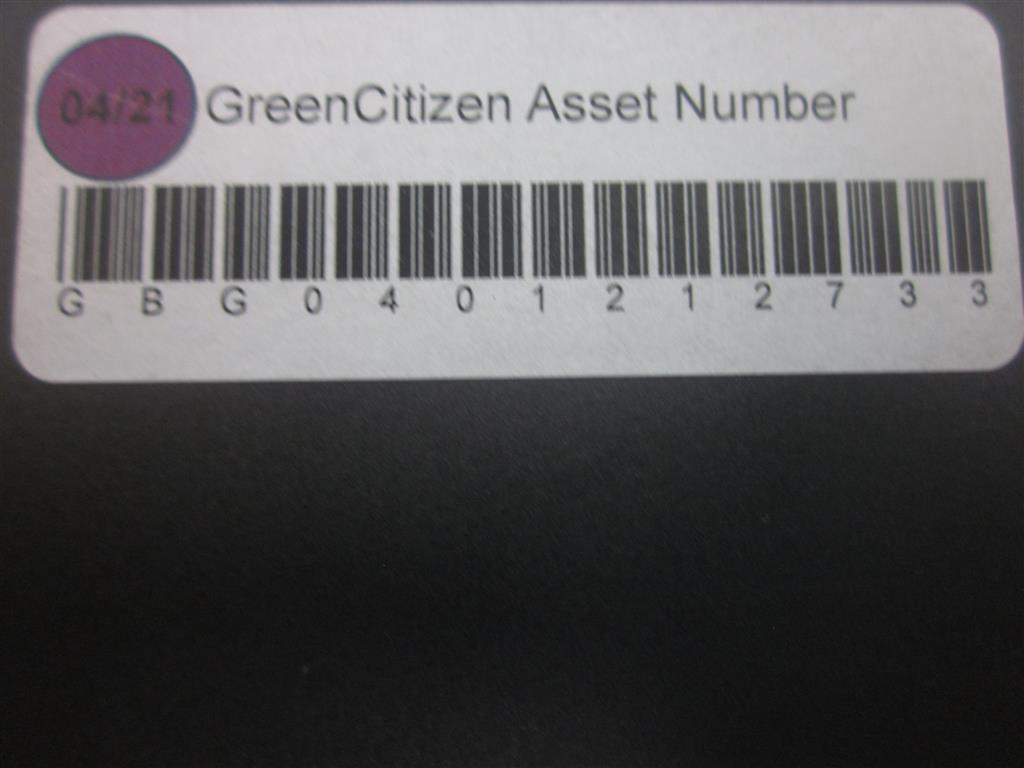 04/21 GreenCitizen Asset Number
G B G 0 4 0 1 2 1 2 7 3 3